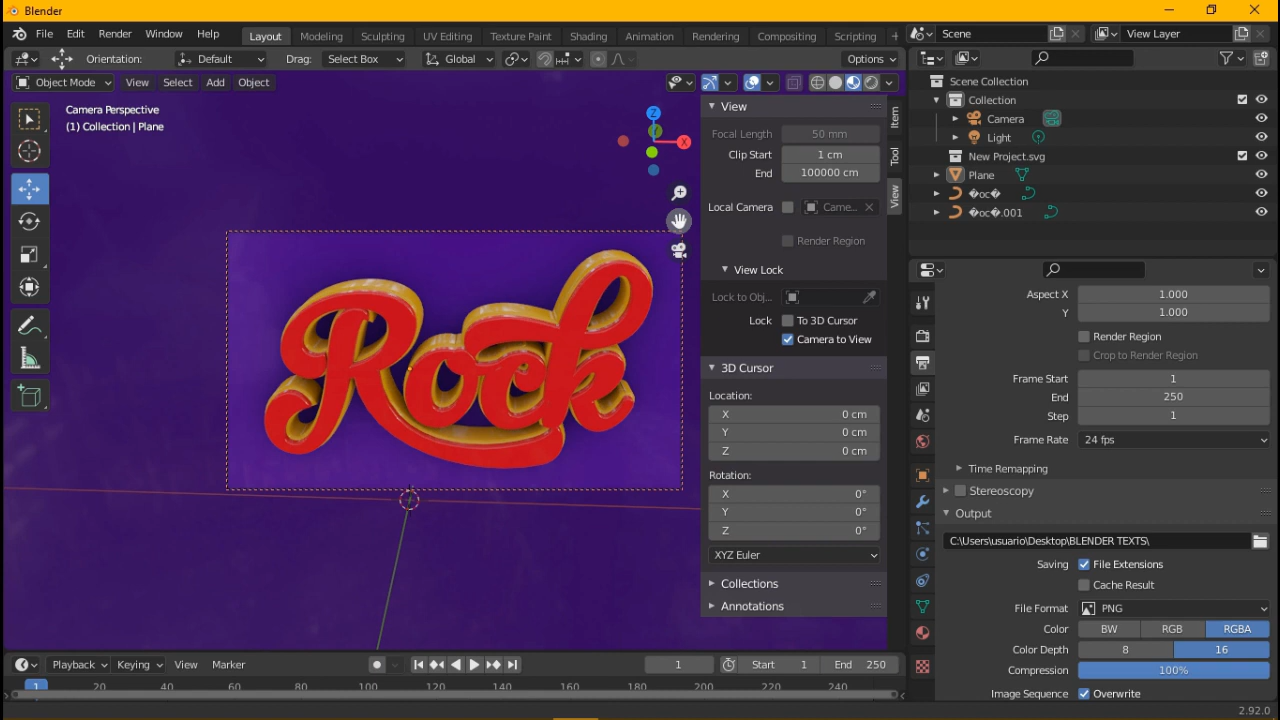 Blender
File Edit Render Window Help
Layout Modeling Sculpting UV Editing Texture Paint Shading Animation Rendering Compositing Scripting +
Scene
View Layer
Orientation: Default Drag: Select Box Global Options
Object Mode View Select Add Object
Camera Perspective
(1) Collection | Plane
Z
X
Rock
View
Focal Length 50 mm
Clip Start 1 cm
End 100000 cm
Local Camera Came...
Render Region
View Lock
Lock to Obj...
Lock To 3D Cursor
Camera to View
3D Cursor
Location:
X 0 cm
Y 0 cm
Z 0 cm
Rotation:
X 0°
Y 0°
Z 0°
XYZ Euler
Collections
Annotations
Item
Tool
View
Scene Collection
Collection
Camera
Light
New Project.svg
Plane
�oc�
�oc�.001
Aspect X 1.000
Y 1.000
Render Region
Crop to Render Region
Frame Start 1
End 250
Step 1
Frame Rate 24 fps
Time Remapping
Stereoscopy
Output
C:\Users\usuario\Desktop\BLENDER TEXTS\
Saving File Extensions
Cache Result
File Format PNG
Color BW RGB RGBA
Color Depth 8 16
Compression 100%
Image Sequence Overwrite
Playback Keying View Marker 1 Start 1 End 250
1 20 40 60 80 100 120 140 160 180 200 220 240
2.92.0